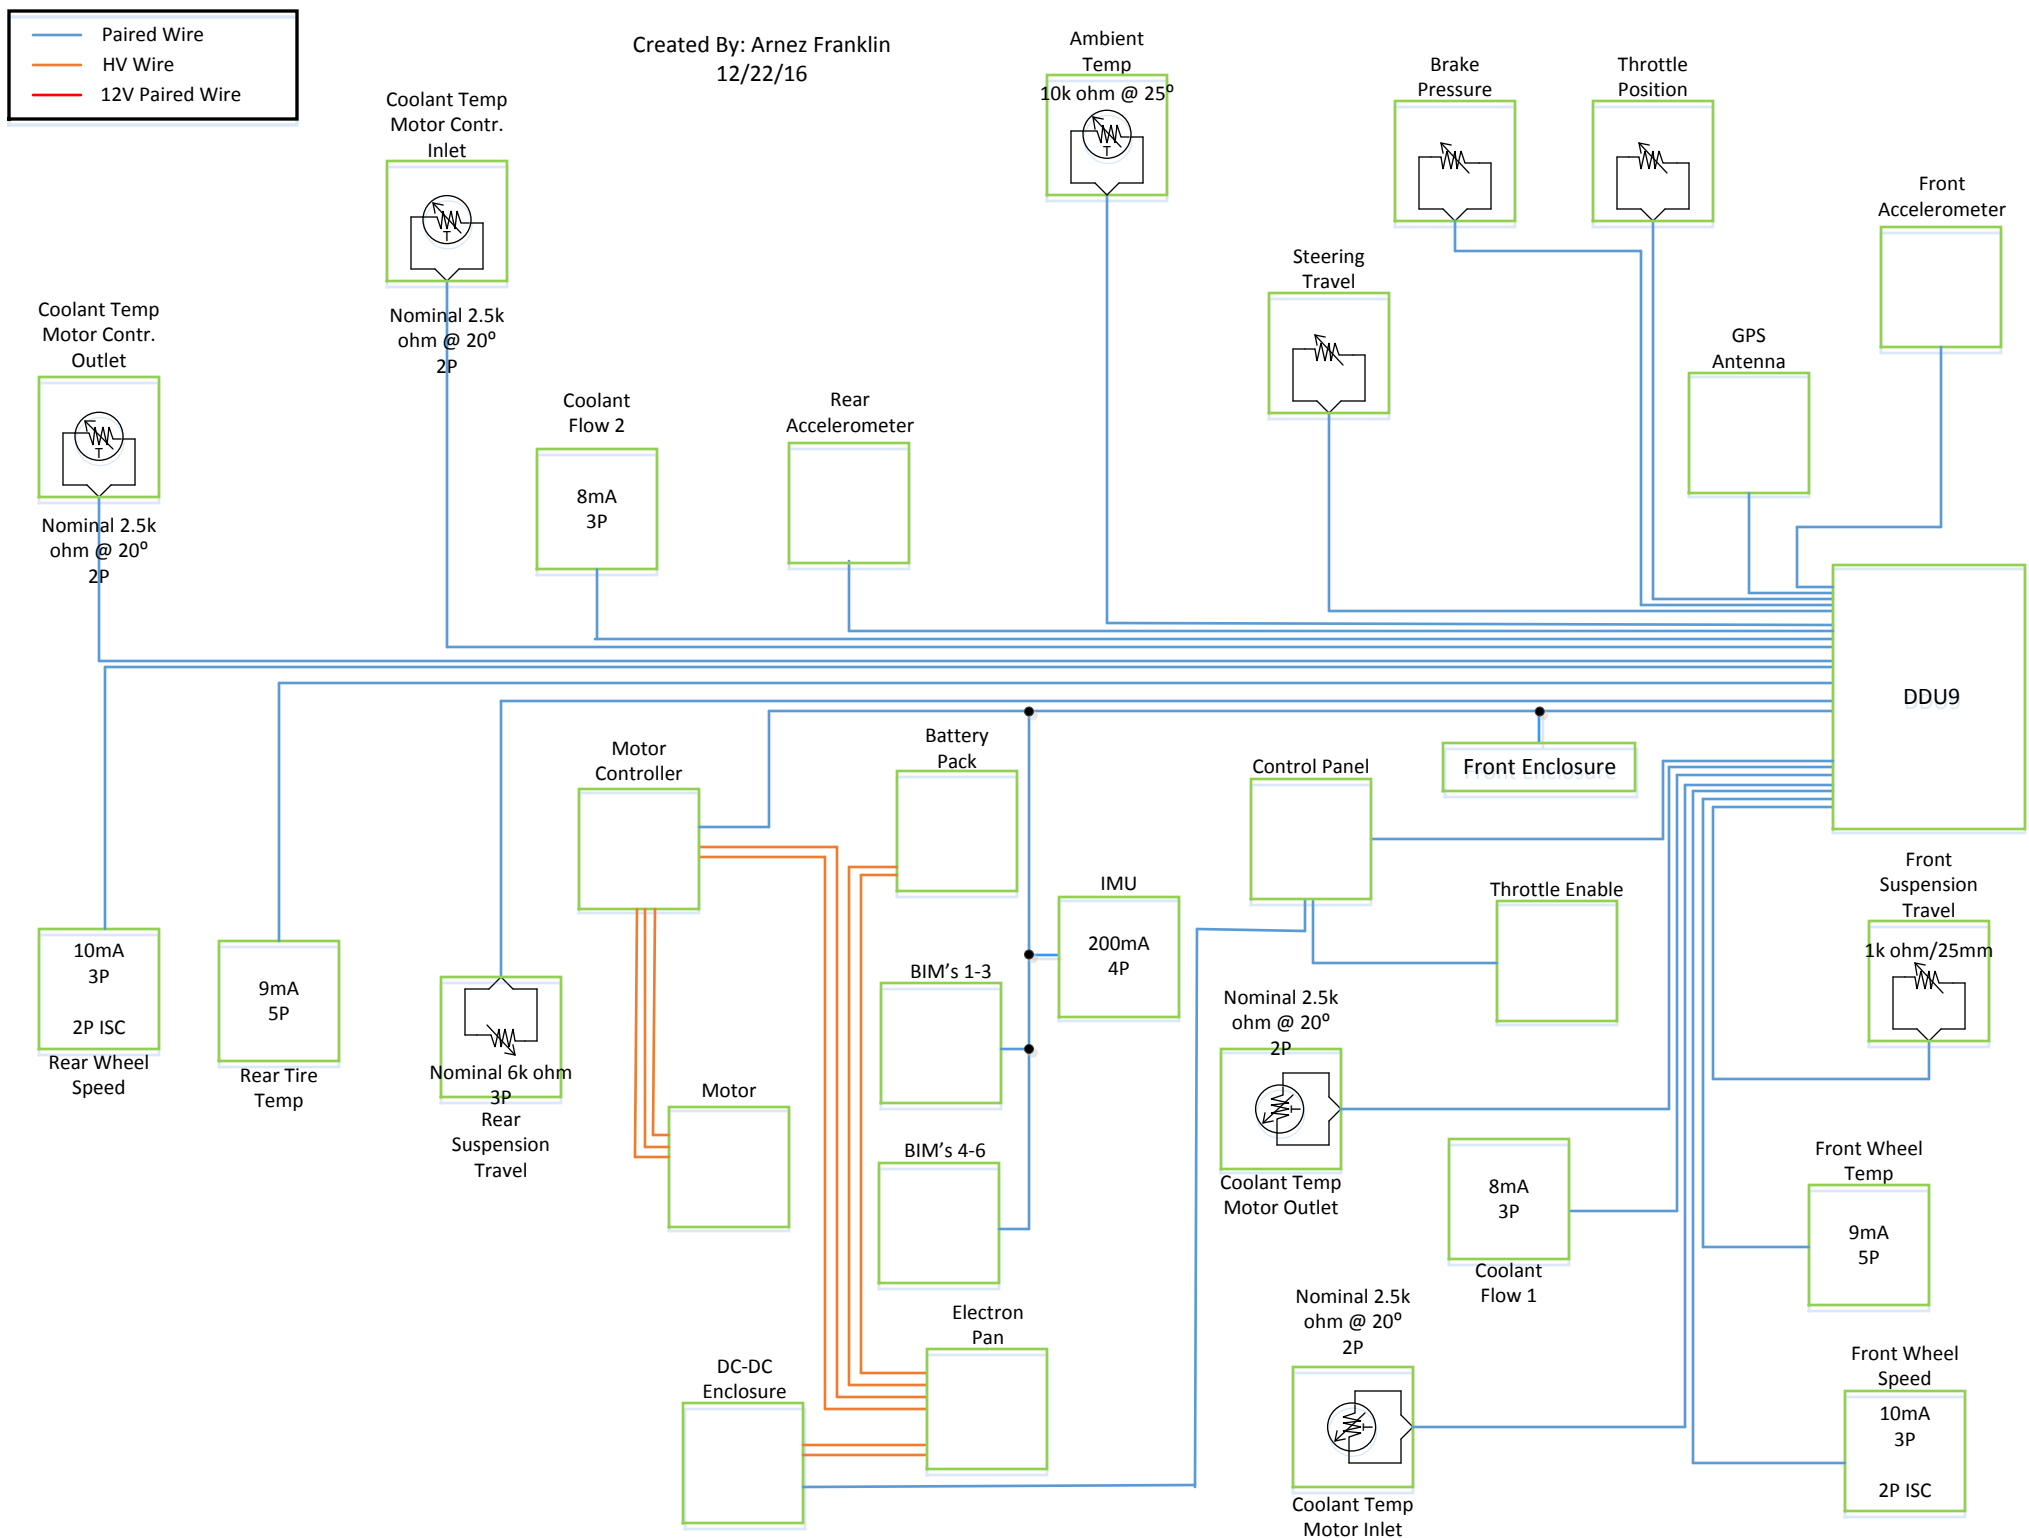 Paired Wire
HV Wire
12V Paired Wire
Created By: Arnez Franklin
12/22/16
Coolant Temp
Motor Contr.
Inlet
Nominal 2.5k
ohm @ 20º
2P
Ambient
Temp
10k ohm @ 25º
T
Brake
Pressure
Throttle
Position
Front
Accelerometer
Steering
Travel
GPS
Antenna
Coolant Temp
Motor Contr.
Outlet
T
Nominal 2.5k
ohm @ 20º
2P
T
Coolant
Flow 2
8mA
3P
Rear
Accelerometer
DDU9
Motor
Controller
Battery
Pack
Control Panel
Front Enclosure
IMU
200mA
4P
Throttle Enable
Front
Suspension
Travel
1k ohm/25mm
10mA
3P
2P ISC
Rear Wheel
Speed
9mA
5P
Rear Tire
Temp
Nominal 6k ohm
3P
Rear
Suspension
Travel
Motor
BIM's 1-3
BIM's 4-6
Nominal 2.5k
ohm @ 20º
2P
T
Coolant Temp
Motor Outlet
8mA
3P
Coolant
Flow 1
Front Wheel
Temp
9mA
5P
Electron
Pan
DC-DC
Enclosure
Nominal 2.5k
ohm @ 20º
2P
T
Coolant Temp
Motor Inlet
Front Wheel
Speed
10mA
3P
2P ISC